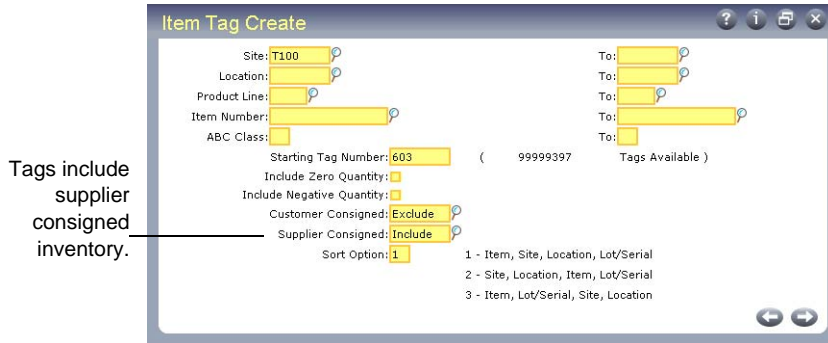 Item Tag Create
Site: T100 To:
Location: To:
Product Line: To:
Item Number: To:
ABC Class: To:
Starting Tag Number: 603 ( 99999397 Tags Available )
Include Zero Quantity:
Include Negative Quantity:
Customer Consigned: Exclude
Supplier Consigned: Include
Sort Option: 1 1 - Item, Site, Location, Lot/Serial
2 - Site, Location, Item, Lot/Serial
3 - Item, Lot/Serial, Site, Location
Tags include
supplier
consigned
inventory.